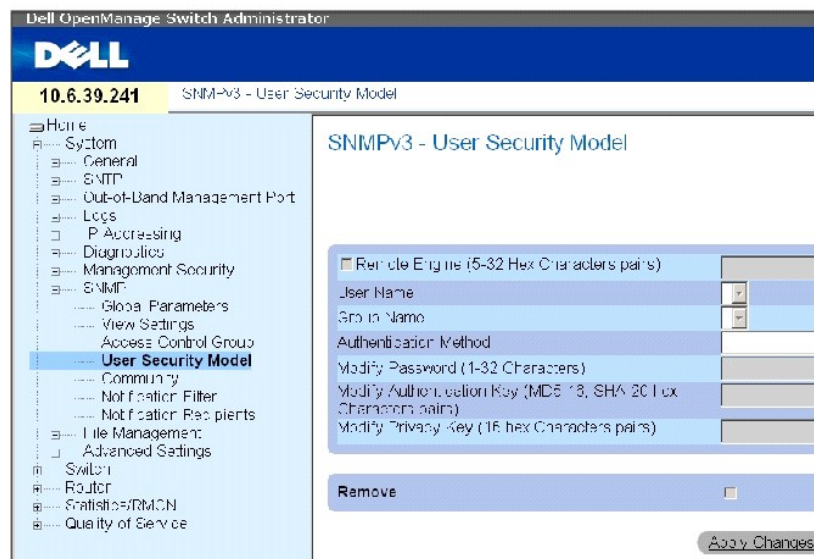 Dell OpenManage Switch Administrator
DELL
10.6.39.241
SNMPv3 - User Security Model
Home
System
General
SNTP
Out-of-Band Management Port
Logs
IP Addressing
Diagnostics
Management Security
SNMP
Global Parameters
View Settings
Access Control Group
User Security Model
Community
Notification Filter
Notification Recipients
File Management
Advanced Settings
Switch
Router
Statistics/RMON
Quality of Service
SNMPv3 - User Security Model
Remote Engine (5-32 Hex Characters pairs)
User Name
Group Name
Authentication Method
Modify Password (1-32 Characters)
Modify Authentication Key (MD5-16, SHA-20 Hex
Characters pairs)
Modify Privacy Key (16 hex Characters pairs)
Remove
Apply Changes